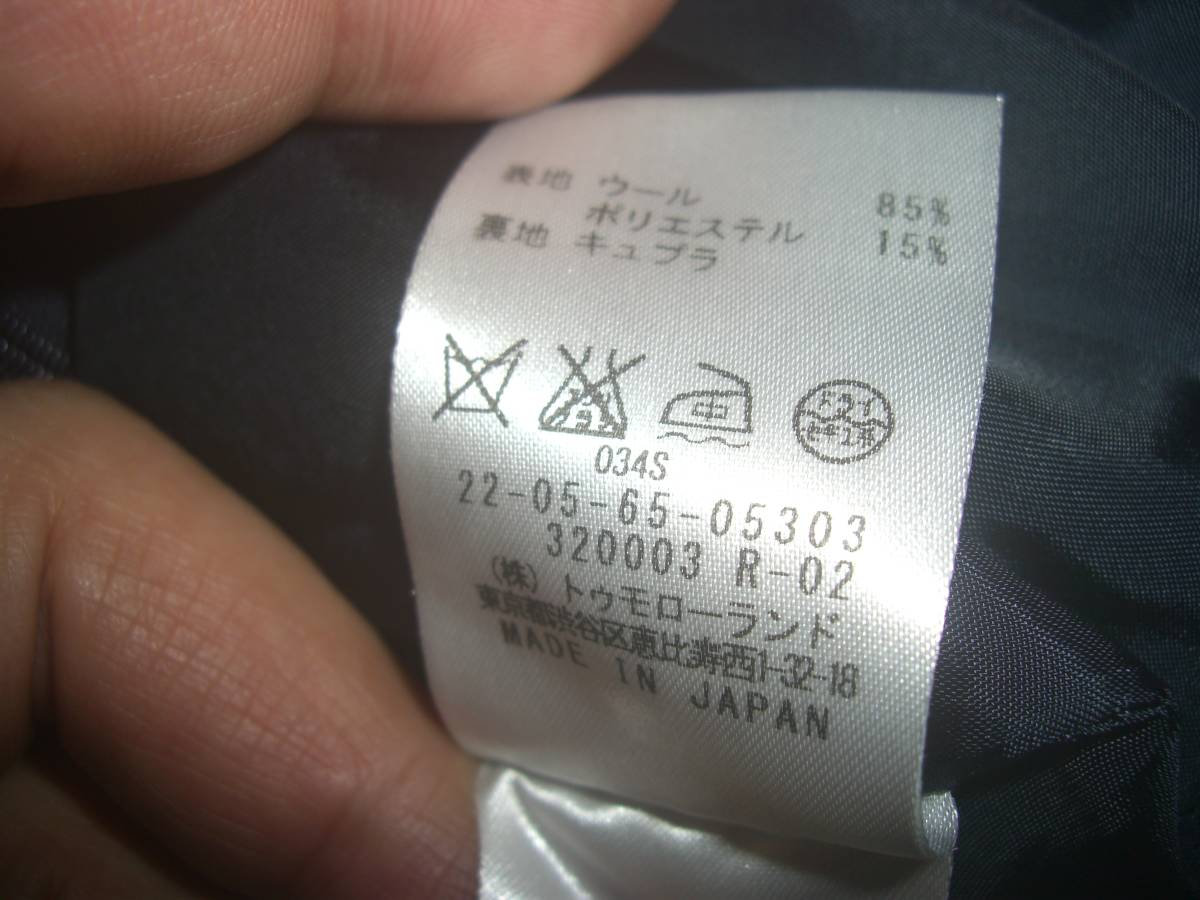 表地 ウール 85%
ポリエステル 15%
裏地 キュプラ
中
034S
22-05-65-05303
320003 R-02
(株)トゥモローランド
東京都渋谷区恵比寿西1-32-18
MADE IN JAPAN